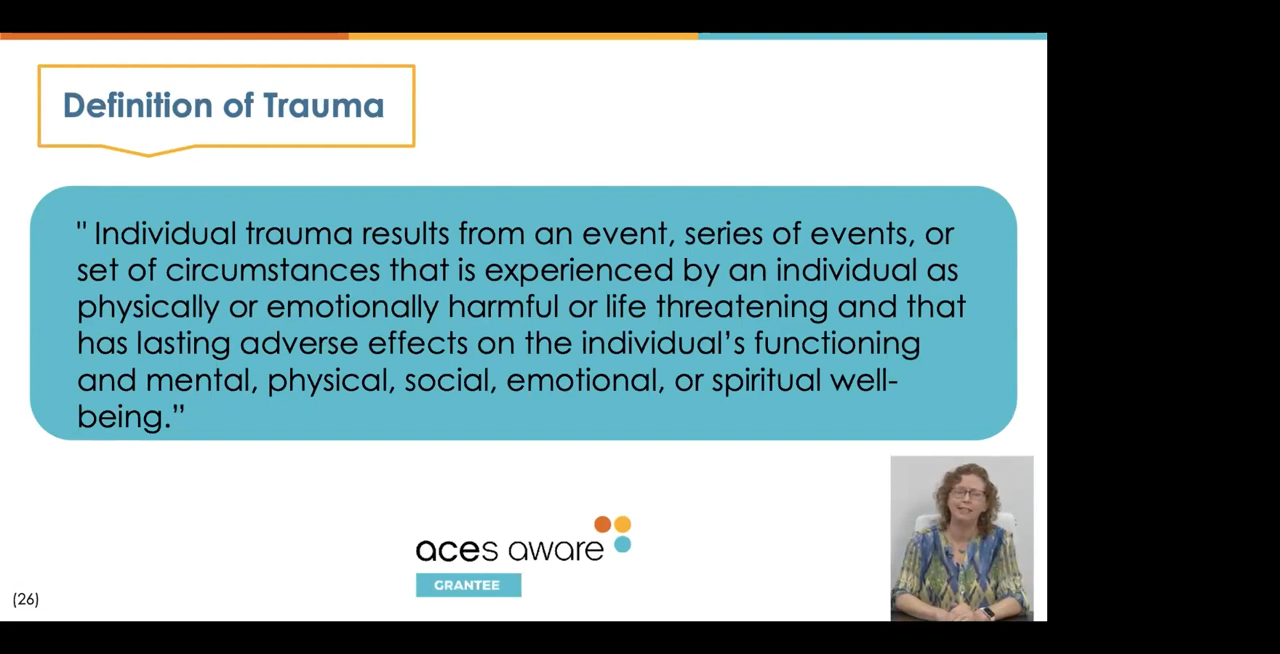 Definition of Trauma
" Individual trauma results from an event, series of events, or
set of circumstances that is experienced by an individual as
physically or emotionally harmful or life threatening and that
has lasting adverse effects on the individual’s functioning
and mental, physical, social, emotional, or spiritual well-
being.”
aces aware
GRANTEE
(26)